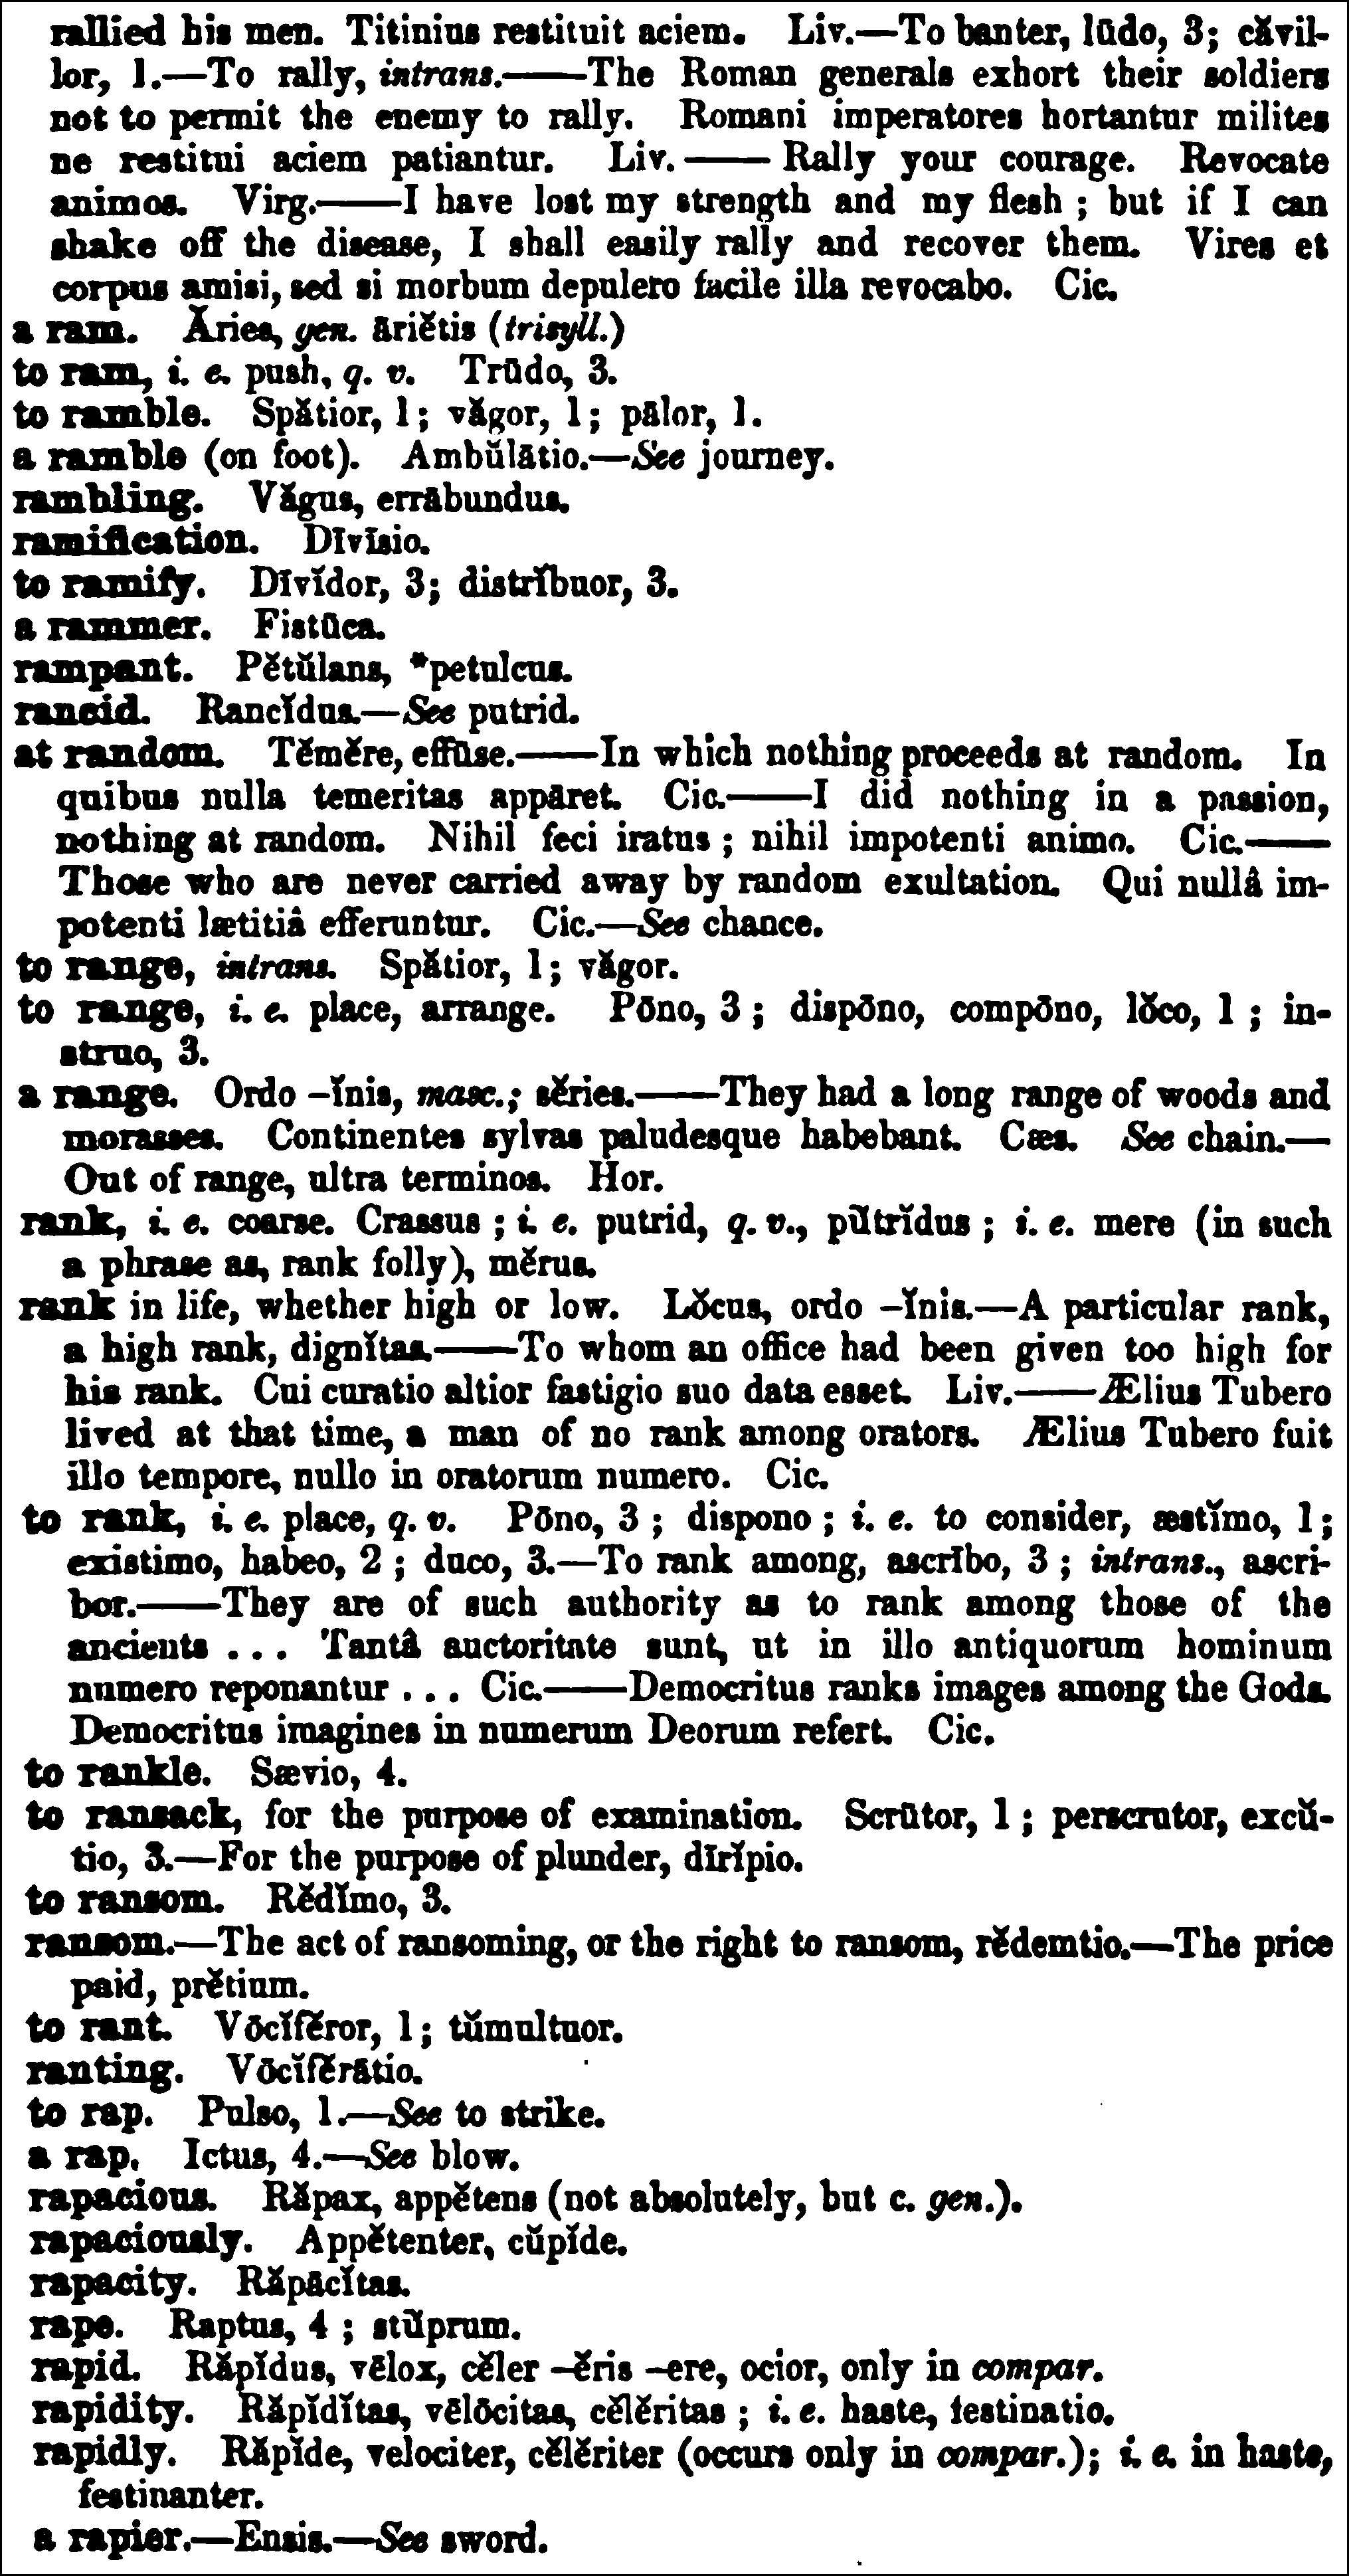 rallied his men. Titinius restituit aciem. Liv.—To banter, lūdo, 3; căvil-
lor, 1.—To rally, intrans.——The Roman generals exhort their soldiers
not to permit the enemy to rally. Romani imperatores hortantur milites
ne restitui aciem patiantur. Liv.—— Rally your courage. Revocate
animos. Virg.——I have lost my strength and my flesh; but if I can
shake off the disease, I shall easily rally and recover them. Vires et
corpus amisi, sed si morbum depulero facile illa revocabo. Cic.
a ram. Ăries, gen. āriĕtis (trisyll.)
to ram, i. e. push, q. v. Trūdo, 3.
to ramble. Spătior, 1; văgor, 1; pālor, 1.
a ramble (on foot). Ambŭlātio.—See journey.
rambling. Văgus, errābundus.
ramification. Dīvīsio.
to ramify. Dīvĭdor, 3; distrĭbuor, 3.
a rammer. Fistūca.
rampant. Pĕtŭlans, *petulcus.
rancid. Rancĭdus.—See putrid.
at random. Tĕmĕre, effūse.——In which nothing proceeds at random. In
quibus nulla temeritas appāret. Cic.——I did nothing in a passion,
nothing at random. Nihil feci iratus; nihil impotenti animo. Cic.——
Those who are never carried away by random exultation. Qui nullâ im-
potenti lætitiâ efferuntur. Cic.—See chance.
to range, intrans. Spătior, 1; văgor.
to range, i. e. place, arrange. Pōno, 3; dispōno, compōno, lŏco, 1; in-
struo, 3.
a range. Ordo –ĭnis, masc.; sĕries.——They had a long range of woods and
morasses. Continentes sylvas paludesque habebant. Cæs. See chain.—
Out of range, ultra terminos. Hor.
rank, i. e. coarse. Crassus; i. e. putrid, q. v., pŭtrĭdus; i. e. mere (in such
a phrase as, rank folly), mĕrus.
rank in life, whether high or low. Lŏcus, ordo –ĭnis.—A particular rank,
a high rank, dignĭtas.——To whom an office had been given too high for
his rank. Cui curatio altior fastigio suo data esset. Liv.——Ælius Tubero
lived at that time, a man of no rank among orators. Ælius Tubero fuit
illo tempore, nullo in oratorum numero. Cic.
to rank, i. e. place, q. v. Pōno, 3; dispono; i. e. to consider, æstĭmo, 1;
existimo, habeo, 2; duco, 3.—To rank among, ascrībo, 3; intrans., ascri-
bor.——They are of such authority as to rank among those of the
ancients . . . Tantâ auctoritate sunt, ut in illo antiquorum hominum
numero reponantur . . . Cic.——Democritus ranks images among the Gods.
Democritus imagines in numerum Deorum refert. Cic.
to rankle. Sævio, 4.
to ransack, for the purpose of examination. Scrūtor, 1; perscrutor, excŭ-
tio, 3.—For the purpose of plunder, dīrĭpio.
to ransom. Rĕdĭmo, 3.
ransom.—The act of ransoming, or the right to ransom, rĕdemtio.—The price
paid, prĕtium.
to rant. Vōcĭfĕror, 1; tŭmultuor.
ranting. Vōcĭfĕrātio.
to rap. Pulso, 1.—See to strike.
a rap. Ictus, 4.—See blow.
rapacious. Răpax, appĕtens (not absolutely, but c. gen.).
rapaciously. Appĕtenter, cŭpĭde.
rapacity. Răpācĭtas.
rape. Raptus, 4; stŭprum.
rapid. Răpĭdus, vēlox, cĕler –ĕris –ere, ocior, only in compar.
rapidity. Răpĭdĭtas, vēlōcitas, cĕlĕritas; i. e. haste, festinatio.
rapidly. Răpĭde, velociter, cĕlĕriter (occurs only in compar.); i. e. in haste,
festinanter.
a rapier.—Ensis.—See sword.